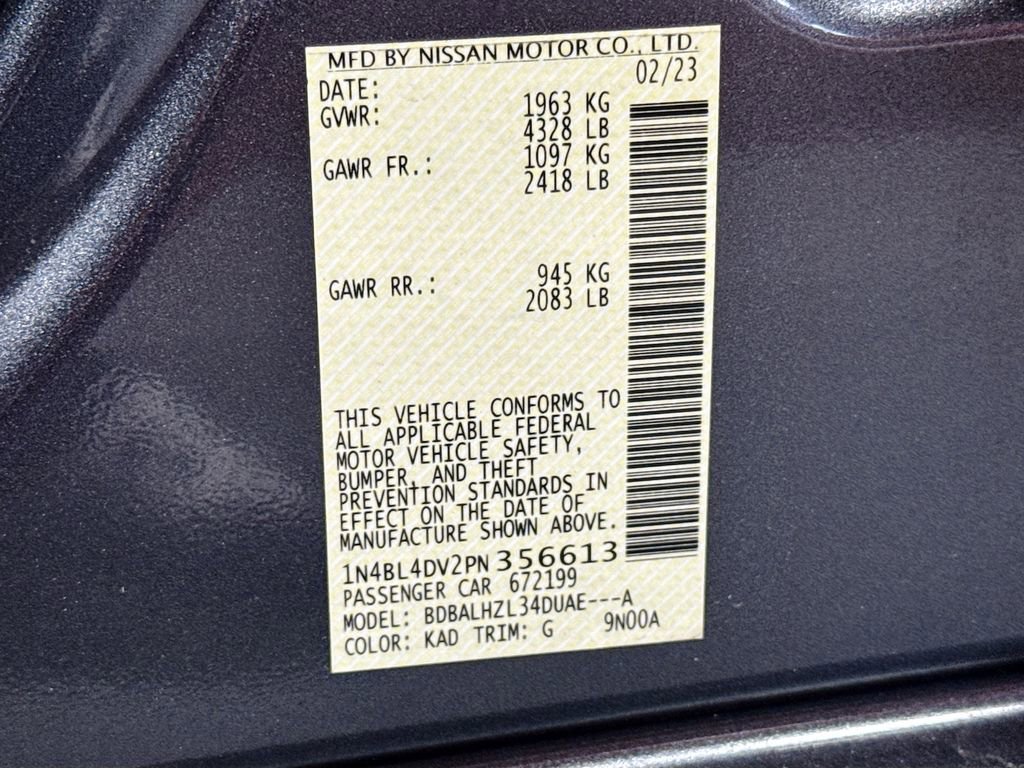 MFD BY NISSAN MOTOR CO., LTD.
DATE: 02/23
GVWR: 1963 KG
4328 LB
GAWR FR.: 1097 KG
2418 LB
GAWR RR.: 945 KG
2083 LB
THIS VEHICLE CONFORMS TO
ALL APPLICABLE FEDERAL
MOTOR VEHICLE SAFETY,
BUMPER, AND THEFT
PREVENTION STANDARDS IN
EFFECT ON THE DATE OF
MANUFACTURE SHOWN ABOVE.
1N4BL4DV2PN356613
PASSENGER CAR 672199
MODEL: BDBALHZL34DUAE---A
COLOR: KAD TRIM: G 9N00A